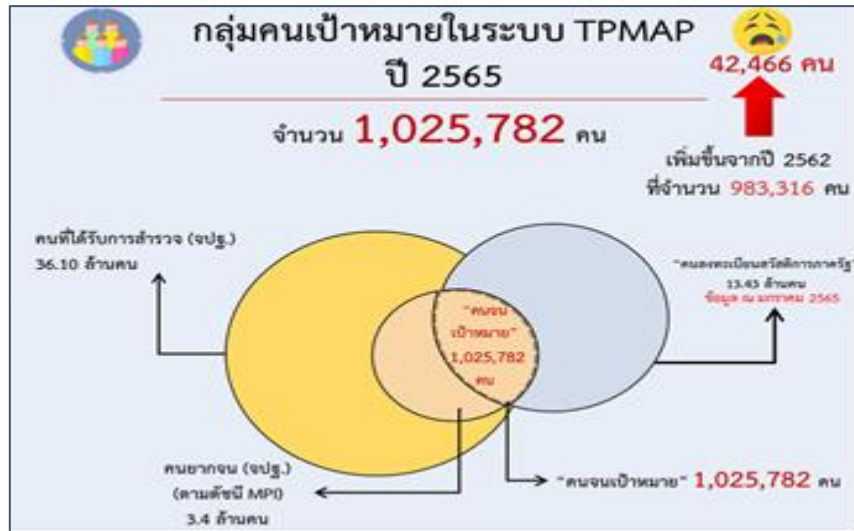 กลุ่มคนเป้าหมายในระบบ TPMAP
ปี 2565
42,466 คน
จำนวน 1,025,782 คน
เพิ่มขึ้นจากปี 2562
ที่จำนวน 983,316 คน
คนที่ได้รับการสำรวจ (จปฐ.)
36.10 ล้านคน
"คนลงทะเบียนสวัสดิการภาครัฐ"
13.43 ล้านคน
ข้อมูล ณ มกราคม 2565
"คนจน
เป้าหมาย"
1,025,782
คน
คนยากจน (จปฐ.)
(ตามดัชนี MPI)
3.4 ล้านคน
"คนจนเป้าหมาย" 1,025,782 คน